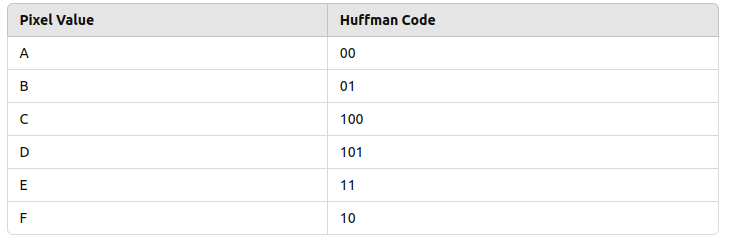 Pixel Value Huffman Code
A 00
B 01
C 100
D 101
E 11
F 10